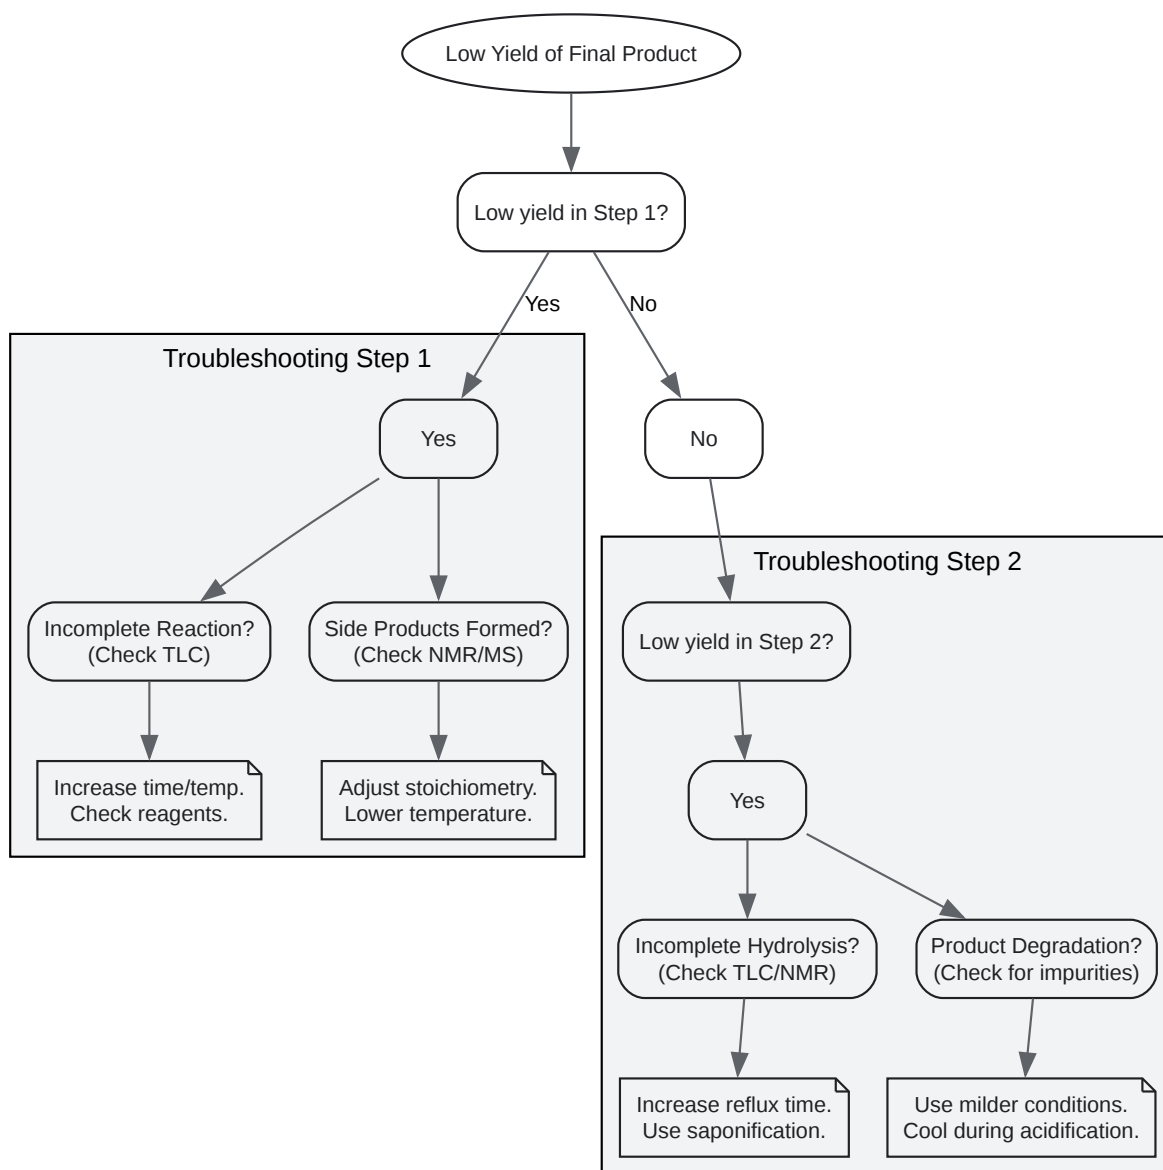 Low Yield of Final Product
Low yield in Step 1?
Yes
No
Troubleshooting Step 1
Yes
No
Incomplete Reaction?
(Check TLC)
Side Products Formed?
(Check NMR/MS)
Increase time/temp.
Check reagents.
Adjust stoichiometry.
Lower temperature.
Troubleshooting Step 2
Low yield in Step 2?
Yes
Incomplete Hydrolysis?
(Check TLC/NMR)
Product Degradation?
(Check for impurities)
Increase reflux time.
Use saponification.
Use milder conditions.
Cool during acidification.